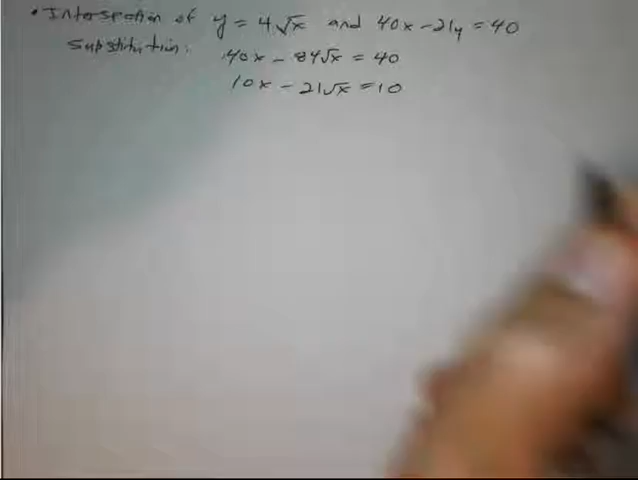 • Intersection of y = 4√x and 40x - 21y = 40
Substitution: 40x - 84√x = 40
10x - 21√x = 10